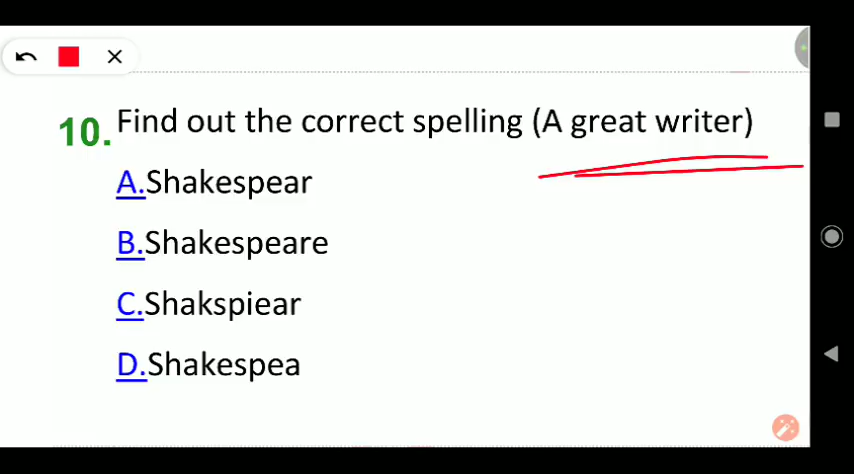 10. Find out the correct spelling (A great writer)
A.Shakespear
B.Shakespeare
C.Shakspiear
D.Shakespea